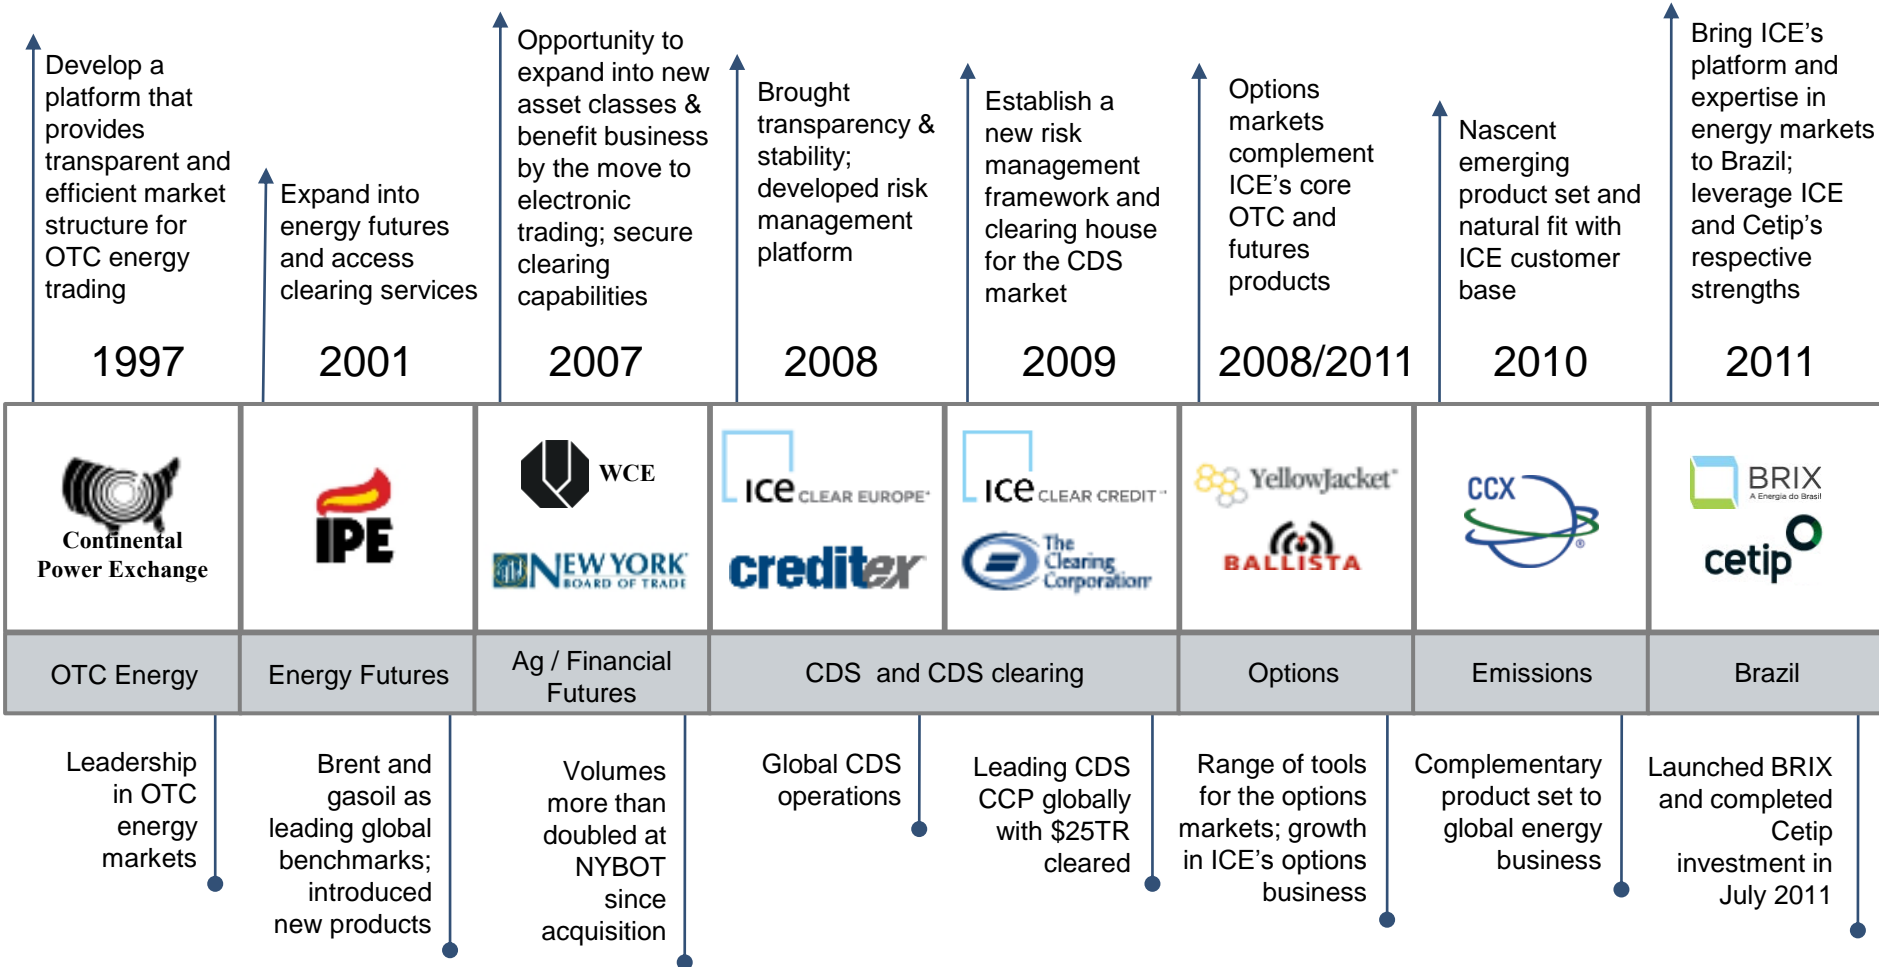 Develop a
platform that
provides
transparent and
efficient market
structure for
OTC energy
trading
Expand into
energy futures
and access
clearing services
Opportunity to
expand into new
asset classes &
benefit business
by the move to
electronic
trading; secure
clearing
capabilities
Brought
transparency &
stability;
developed risk
management
platform
Establish a
new risk
management
framework and
clearing house
for the CDS
market
Options
markets
complement
ICE’s core
OTC and
futures
products
Nascent
emerging
product set and
natural fit with
ICE customer
base
Bring ICE’s
platform and
expertise in
energy markets
to Brazil;
leverage ICE
and Cetip’s
respective
strengths
1997
2001
2007
2008
2009
2008/2011
2010
2011
Continental
Power Exchange
IPE
WCE
NEW YORK
BOARD OF TRADE
ice CLEAR EUROPE
creditex
ice CLEAR CREDIT
The
Clearing
Corporation
YellowJacket
BALLISTA
CCX
BRIX
A Energia do Brasil
cetip
OTC Energy
Energy Futures
Ag / Financial
Futures
CDS and CDS clearing
Options
Emissions
Brazil
Leadership
in OTC
energy
markets
Brent and
gasoil as
leading global
benchmarks;
introduced
new products
Volumes
more than
doubled at
NYBOT
since
acquisition
Global CDS
operations
Leading CDS
CCP globally
with $25TR
cleared
Range of tools
for the options
markets; growth
in ICE’s options
business
Complementary
product set to
global energy
business
Launched BRIX
and completed
Cetip
investment in
July 2011